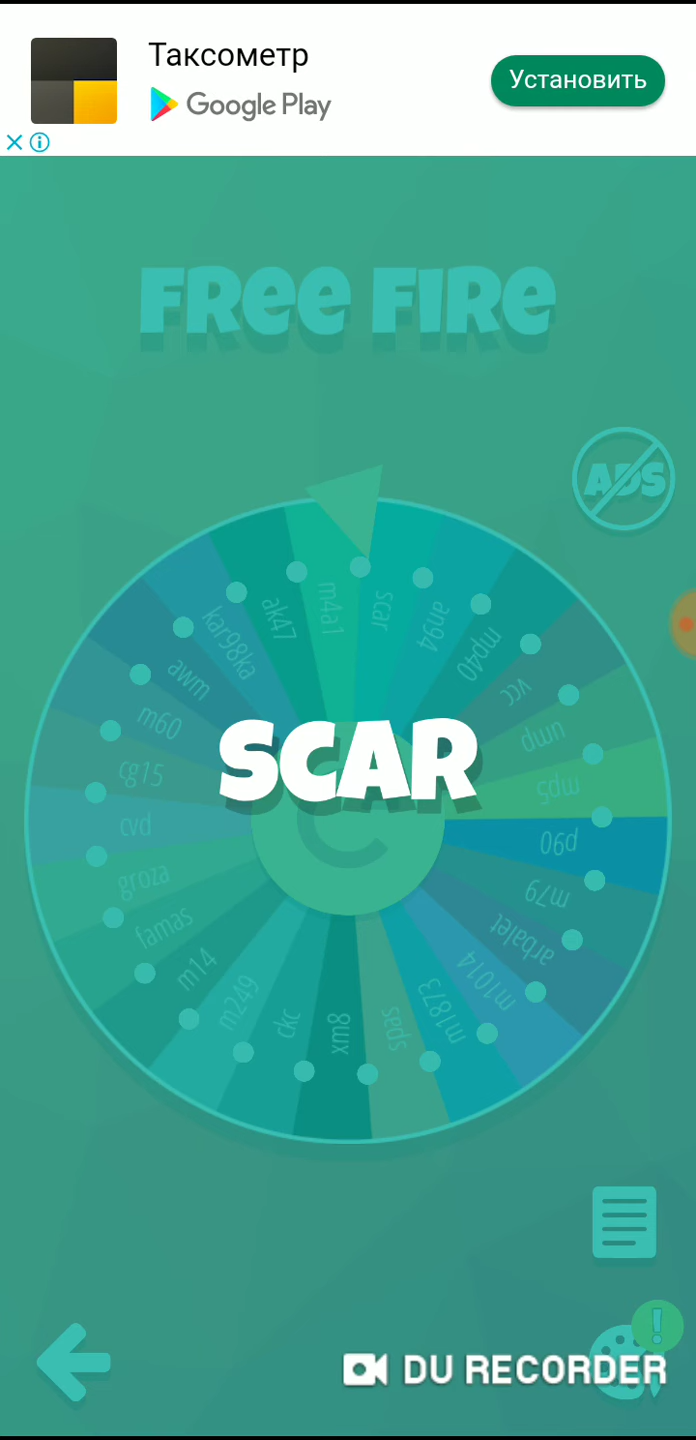 Таксометр
Google Play
Установить
FRee FIRe
ADS
m4a1
scar
an94
mp40
vcc
ump
mp5
p90
m79
arbalet
m1014
m1873
spas
xm8
ckc
m249
m14
famas
groza
cvd
cg15
m60
awm
kar98ka
ak47
SCAR
!
DU RECORDER